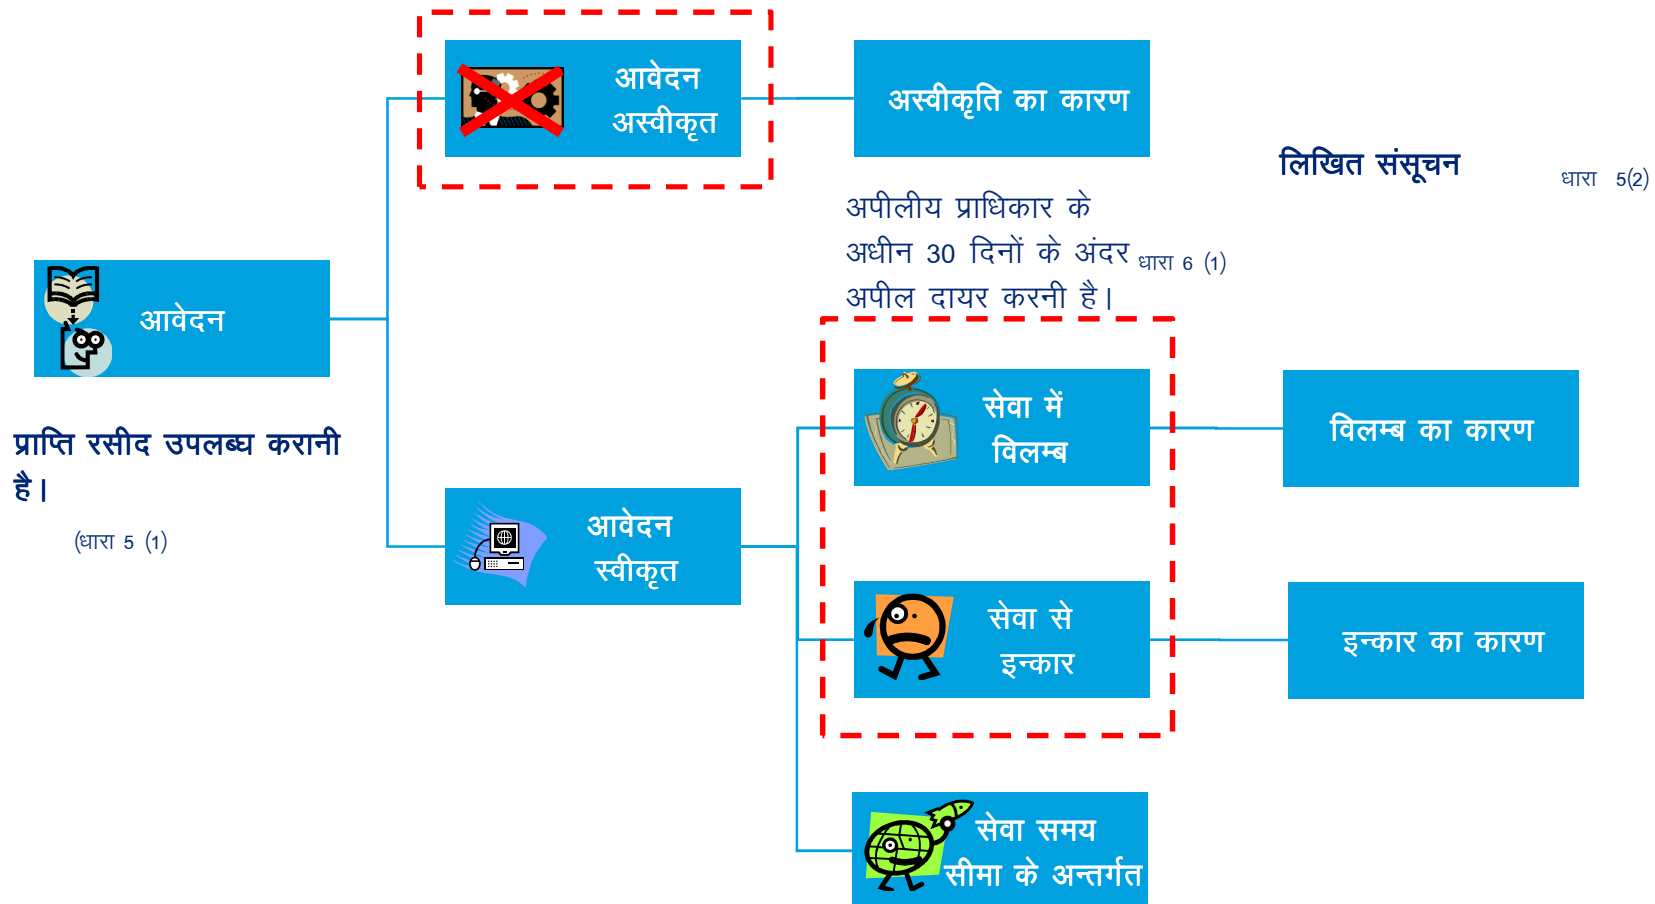 आवेदन
अस्वीकृत
अस्वीकृति का कारण
लिखित संसूचन
धारा 5(2)
अपीलीय प्राधिकार के
अधीन 30 दिनों के अंदर
धारा 6 (1)
अपील दायर करनी है।
आवेदन
प्राप्ति रसीद उपलब्ध करानी
है।
(धारा 5 (1)
आवेदन
स्वीकृत
सेवा में
विलम्ब
विलम्ब का कारण
सेवा से
इन्कार
इन्कार का कारण
सेवा समय
सीमा के अन्तर्गत